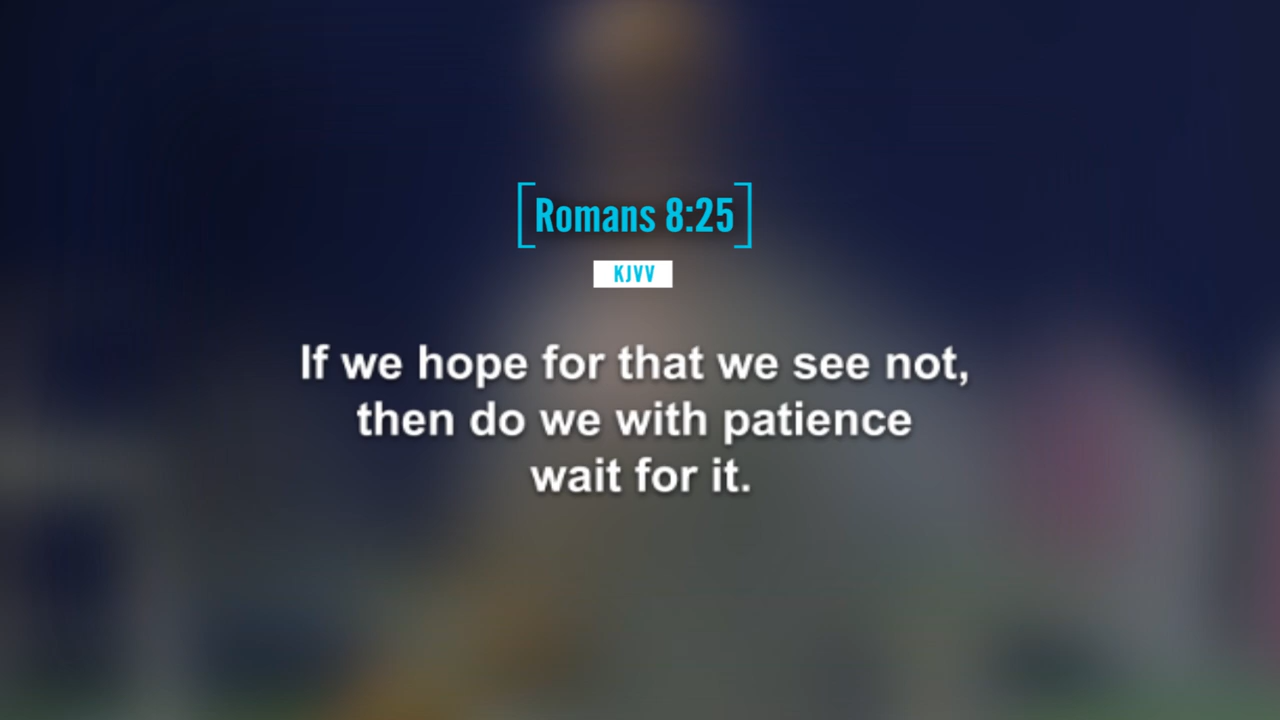 [Romans 8:25]
KJVV
If we hope for that we see not,
then do we with patience
wait for it.